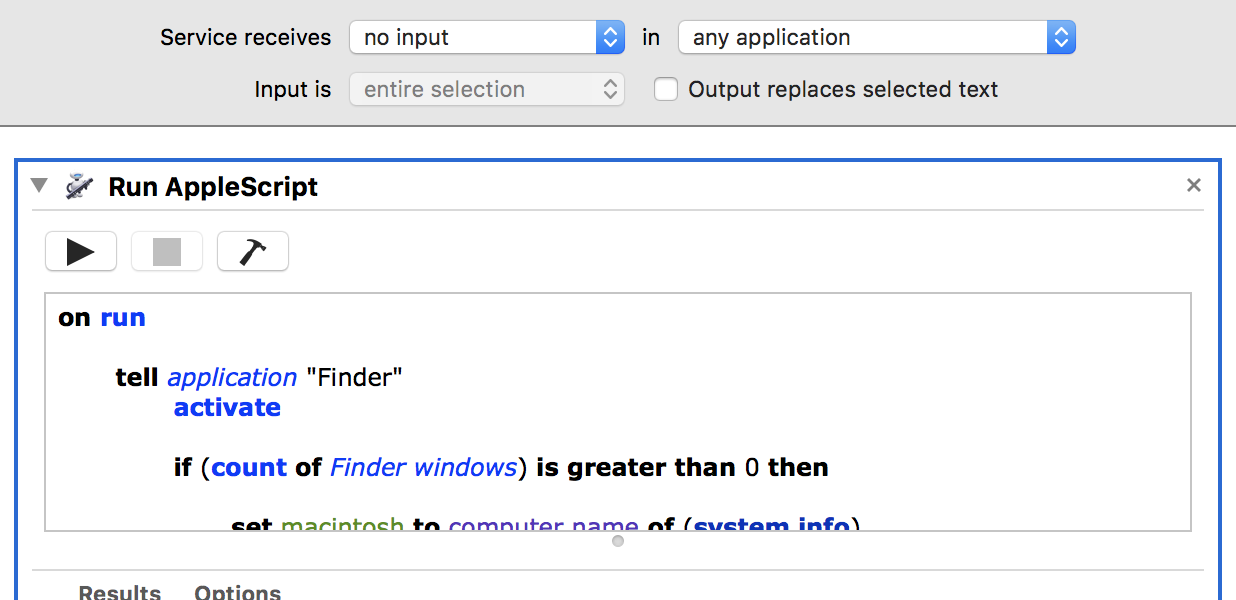 Service receives no input in any application
Input is entire selection Output replaces selected text
Run AppleScript
on run
tell application "Finder"
activate
if (count of Finder windows) is greater than 0 then
set macintosh to computer name of (system info)
Results Options